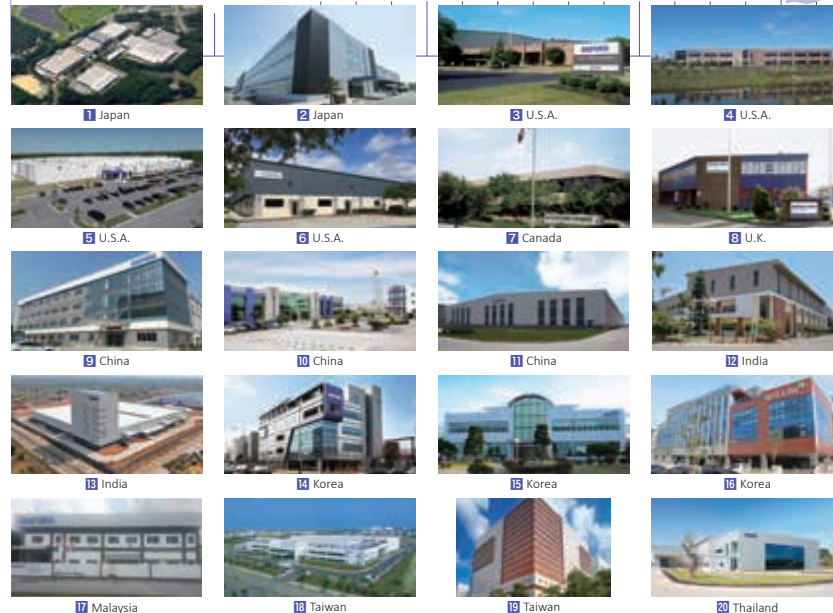 1 Japan
2 Japan
3 U.S.A.
4 U.S.A.
5 U.S.A.
6 U.S.A.
7 Canada
8 U.K.
9 China
10 China
11 China
12 India
13 India
14 Korea
15 Korea
16 Korea
17 Malaysia
18 Taiwan
19 Taiwan
20 Thailand